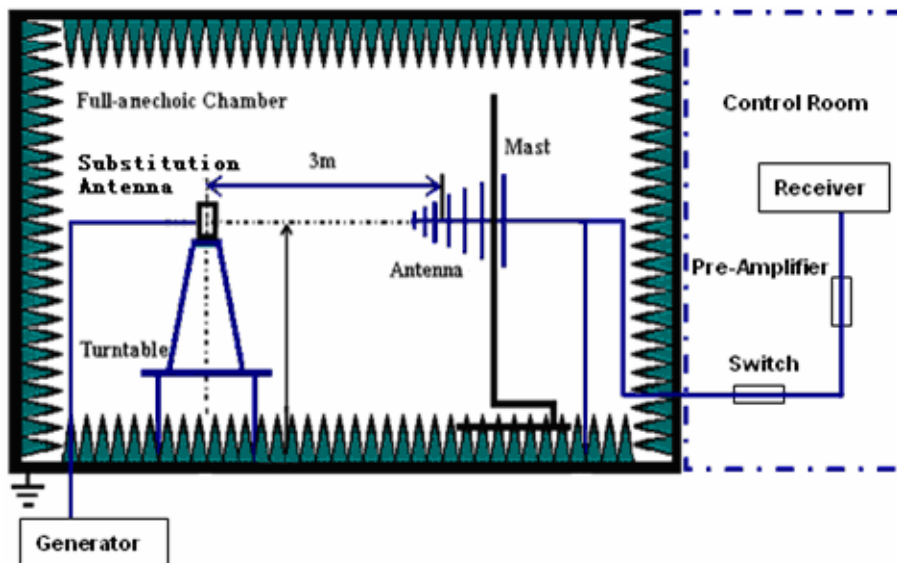 Full-anechoic Chamber
Control Room
Substitution
Antenna
3m
Mast
Receiver
Antenna
Pre-Amplifier
Turntable
Switch
Generator